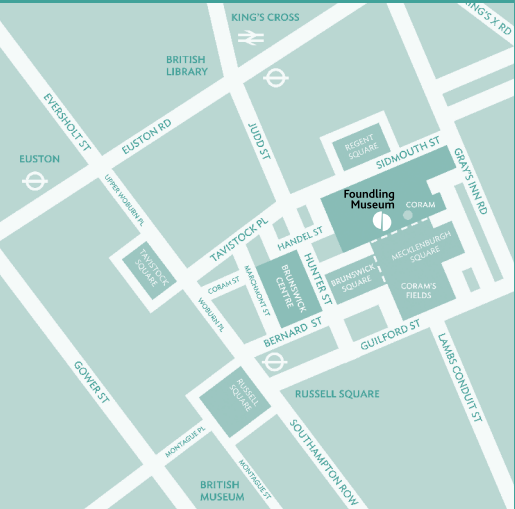 KING'S CROSS
NG'S X RD
BRITISH
LIBRARY
EVERSHOLT ST
EUSTON RD
JUDD ST
REGENT
SQUARE
SIDMOUTH ST
GRAY'S INN RD
EUSTON
UPPER WOBURN PL
Foundling
Museum
CORAM
TAVISTOCK PL
HANDEL ST
MECKLENBURGH
SQUARE
TAVISTOCK
SQUARE
CORAM ST
MARCHMONT ST
BRUNSWICK
CENTRE
HUNTER ST
BRUNSWICK
SQUARE
CORAM'S
FIELDS
WOBURN PL
BERNARD ST
GUILFORD ST
LAMBS CONDUIT ST
GOWER ST
RUSSELL
SQUARE
RUSSELL SQUARE
MONTAGUE PL
SOUTHAMPTON ROW
BRITISH
MUSEUM
MONTAGUE ST